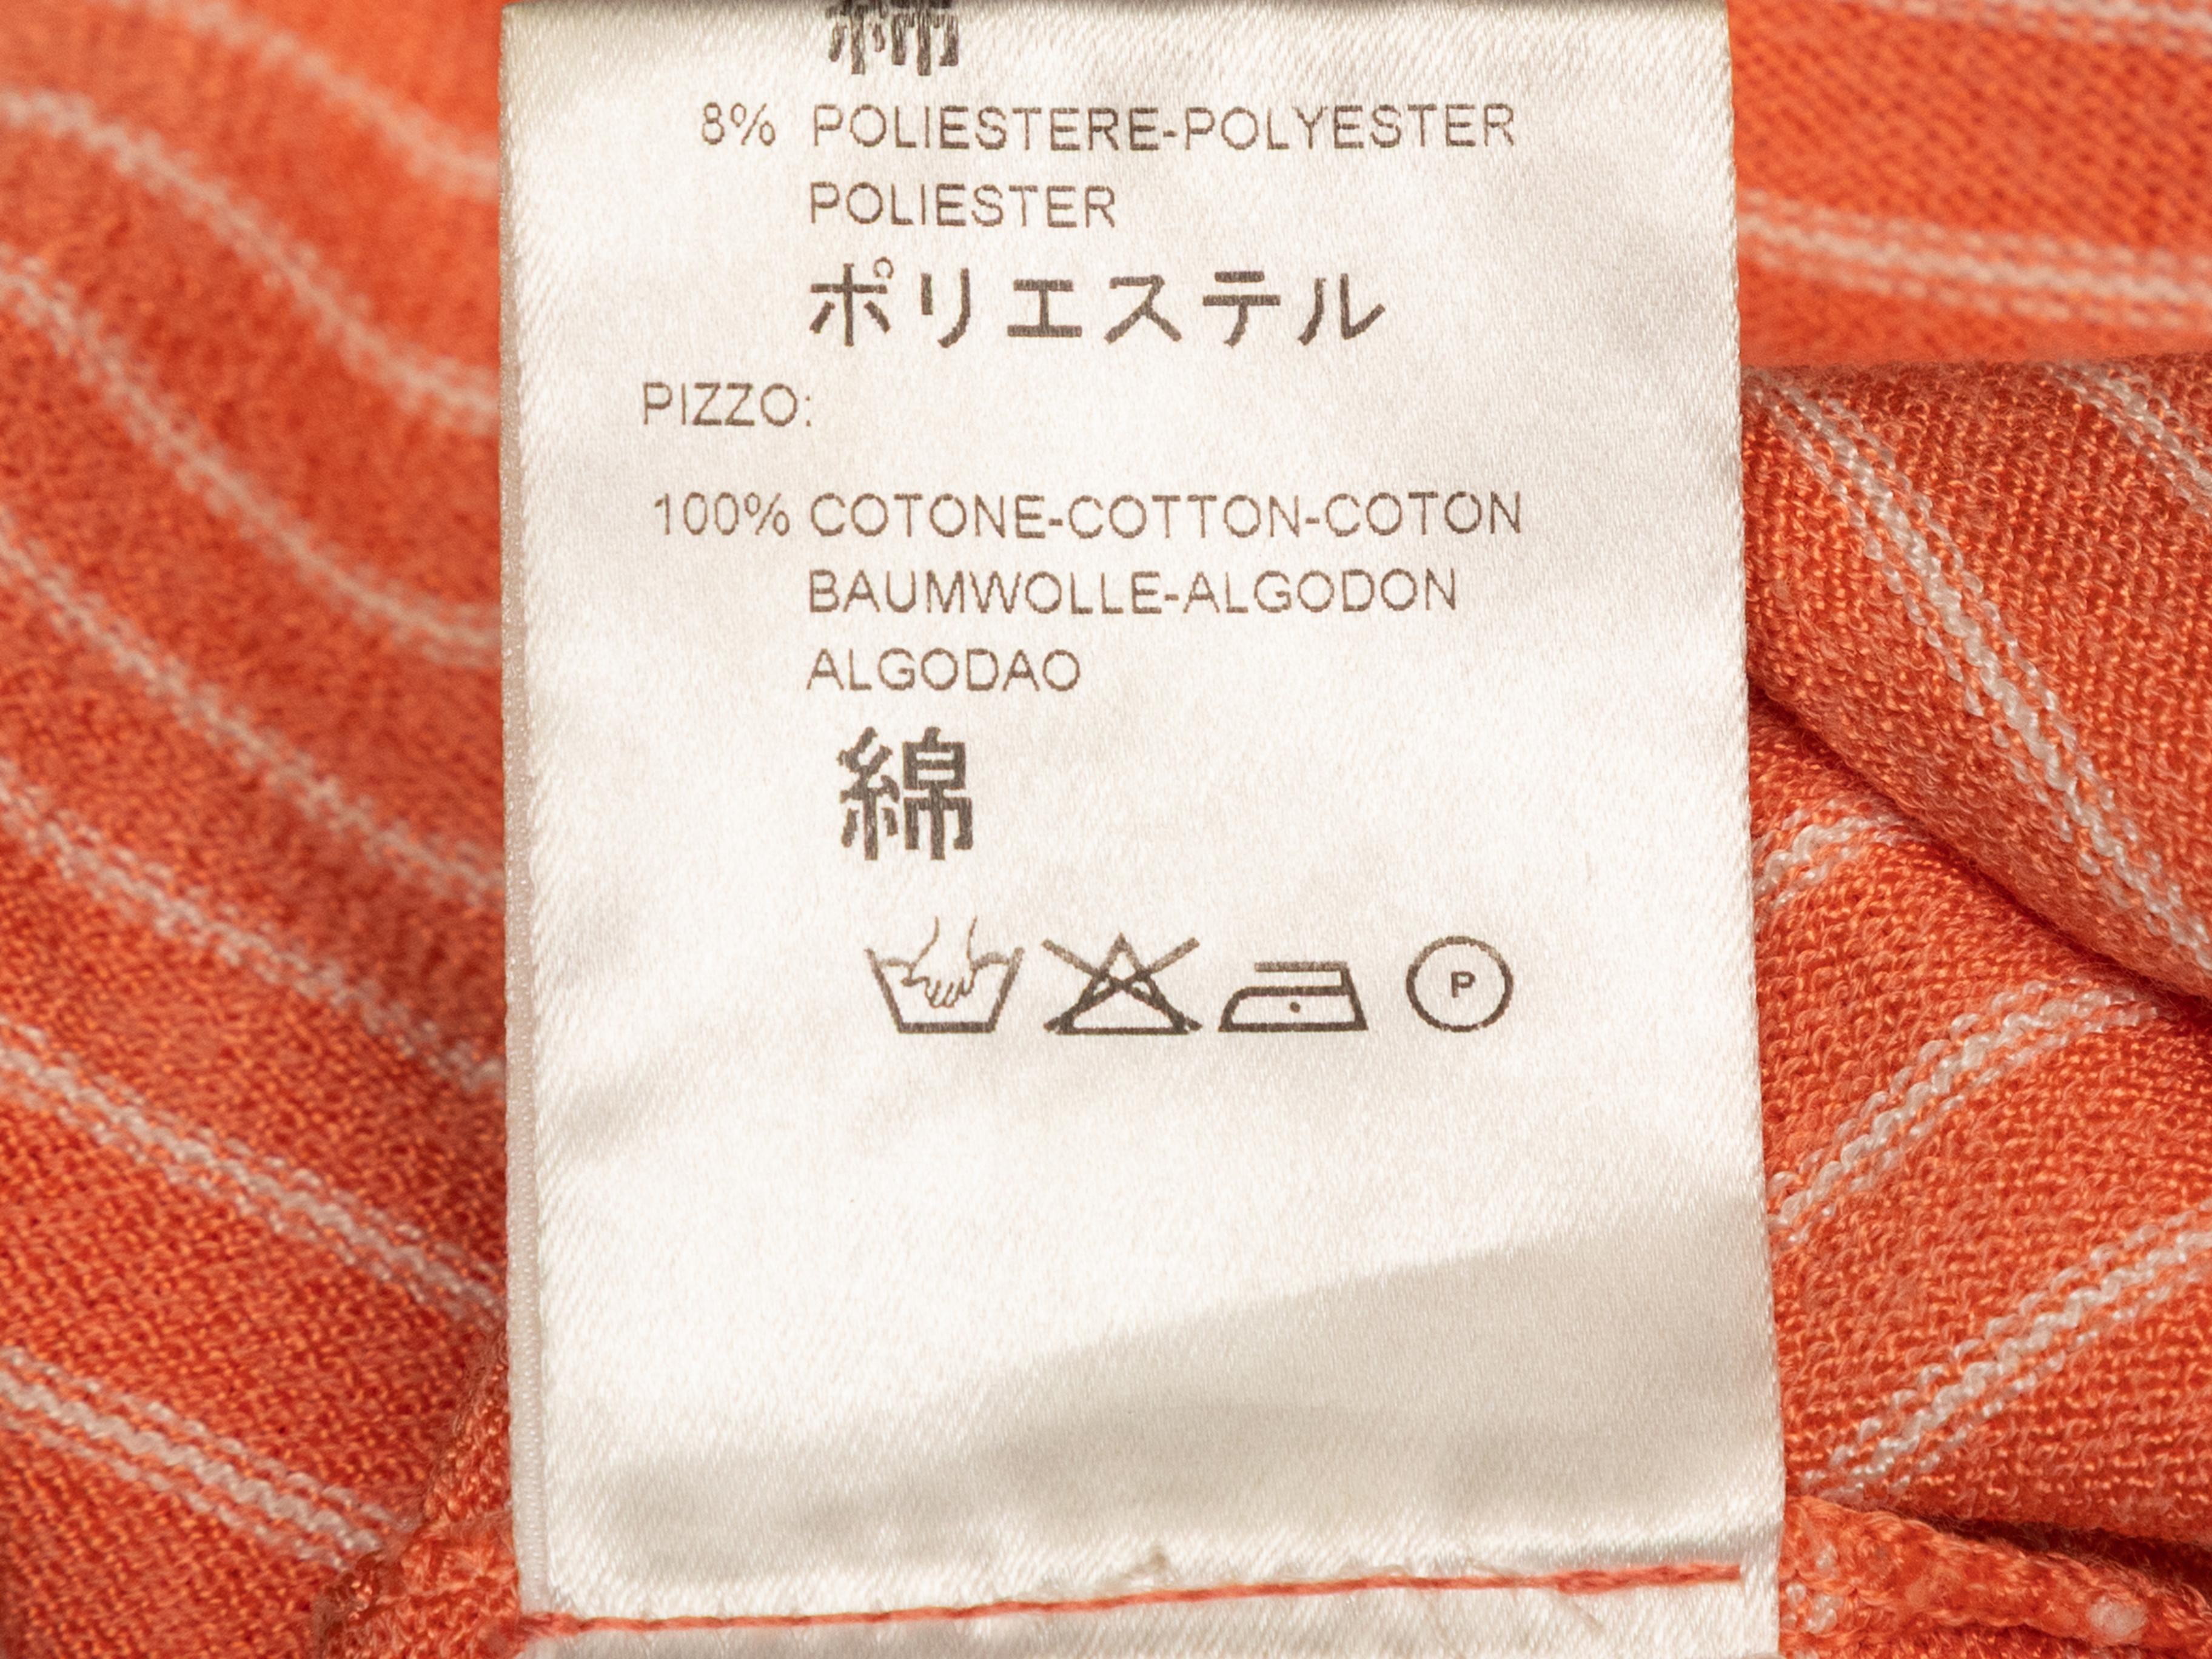 綿
8% POLIESTERE-POLYESTER
POLIESTER
ポリエステル
PIZZO:
100% COTONE-COTTON-COTON
BAUMWOLLE-ALGODON
ALGODAO
綿
P